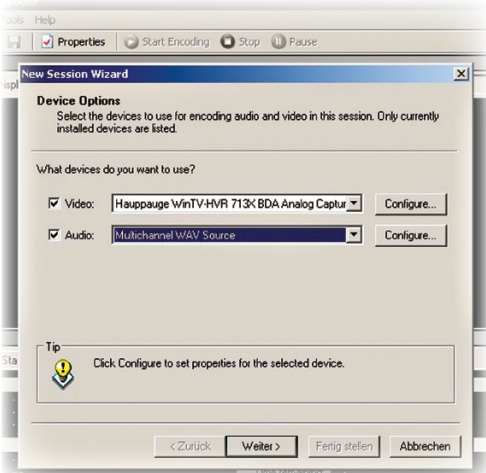 Help
Properties Start Encoding Stop Pause
New Session Wizard
Device Options
Select the devices to use for encoding audio and video in this session. Only currently
installed devices are listed.
What devices do you want to use?
Video: Hauppauge WinTV-HVR 713X BDA Analog Captur Configure...
Audio: Multichannel WAV Source Configure...
Tip
Click Configure to set properties for the selected device.
< Zurück Weiter > Fertig stellen Abbrechen